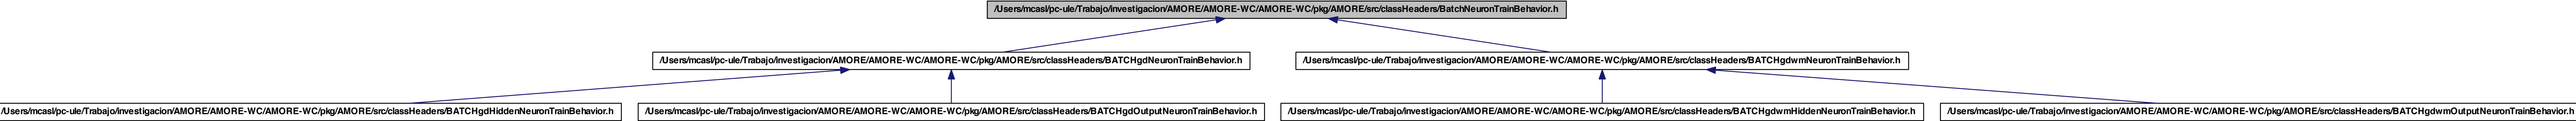 /Users/mcasl/pc-ule/Trabajo/investigacion/AMORE/AMORE-WC/AMORE-WC/pkg/AMORE/src/classHeaders/BatchNeuronTrainBehavior.h
/Users/mcasl/pc-ule/Trabajo/investigacion/AMORE/AMORE-WC/AMORE-WC/pkg/AMORE/src/classHeaders/BATCHgdNeuronTrainBehavior.h
/Users/mcasl/pc-ule/Trabajo/investigacion/AMORE/AMORE-WC/AMORE-WC/pkg/AMORE/src/classHeaders/BATCHgdwmNeuronTrainBehavior.h
/Users/mcasl/pc-ule/Trabajo/investigacion/AMORE/AMORE-WC/AMORE-WC/pkg/AMORE/src/classHeaders/BATCHgdHiddenNeuronTrainBehavior.h
/Users/mcasl/pc-ule/Trabajo/investigacion/AMORE/AMORE-WC/AMORE-WC/pkg/AMORE/src/classHeaders/BATCHgdOutputNeuronTrainBehavior.h
/Users/mcasl/pc-ule/Trabajo/investigacion/AMORE/AMORE-WC/AMORE-WC/pkg/AMORE/src/classHeaders/BATCHgdwmHiddenNeuronTrainBehavior.h
/Users/mcasl/pc-ule/Trabajo/investigacion/AMORE/AMORE-WC/AMORE-WC/pkg/AMORE/src/classHeaders/BATCHgdwmOutputNeuronTrainBehavior.h